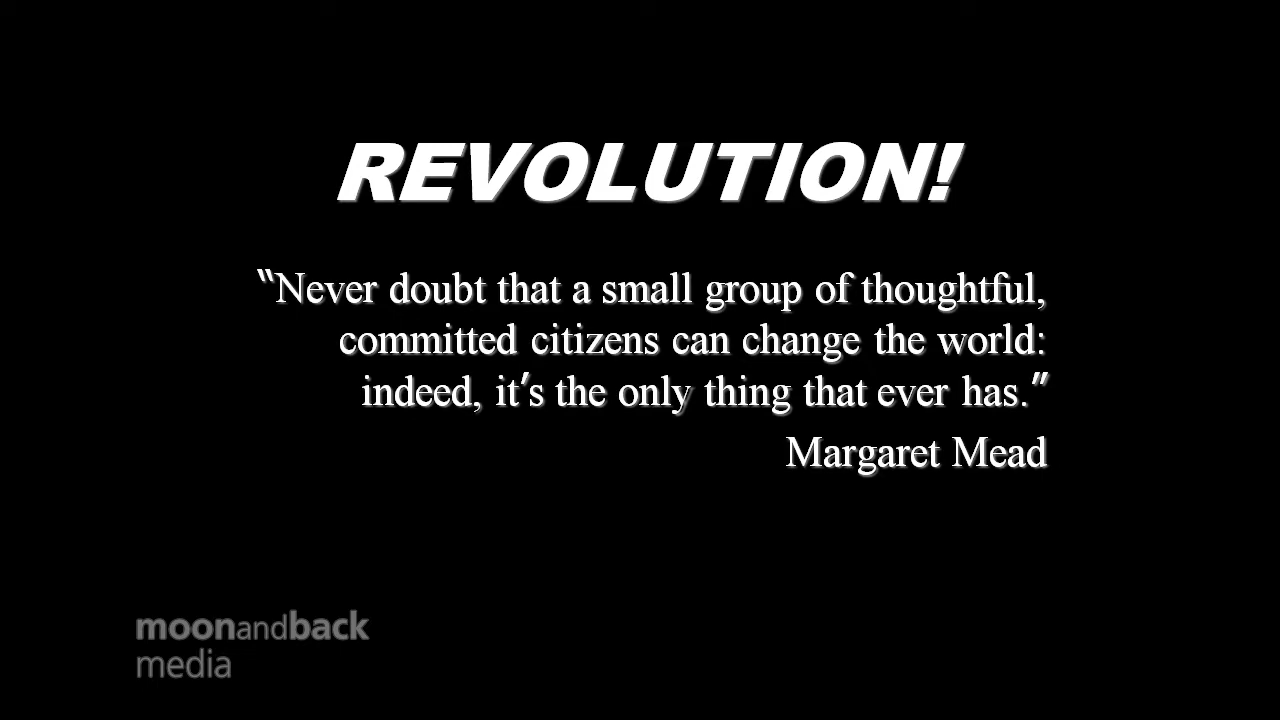 REVOLUTION!
“Never doubt that a small group of thoughtful,
committed citizens can change the world:
indeed, it’s the only thing that ever has.”
Margaret Mead
moonandback
media